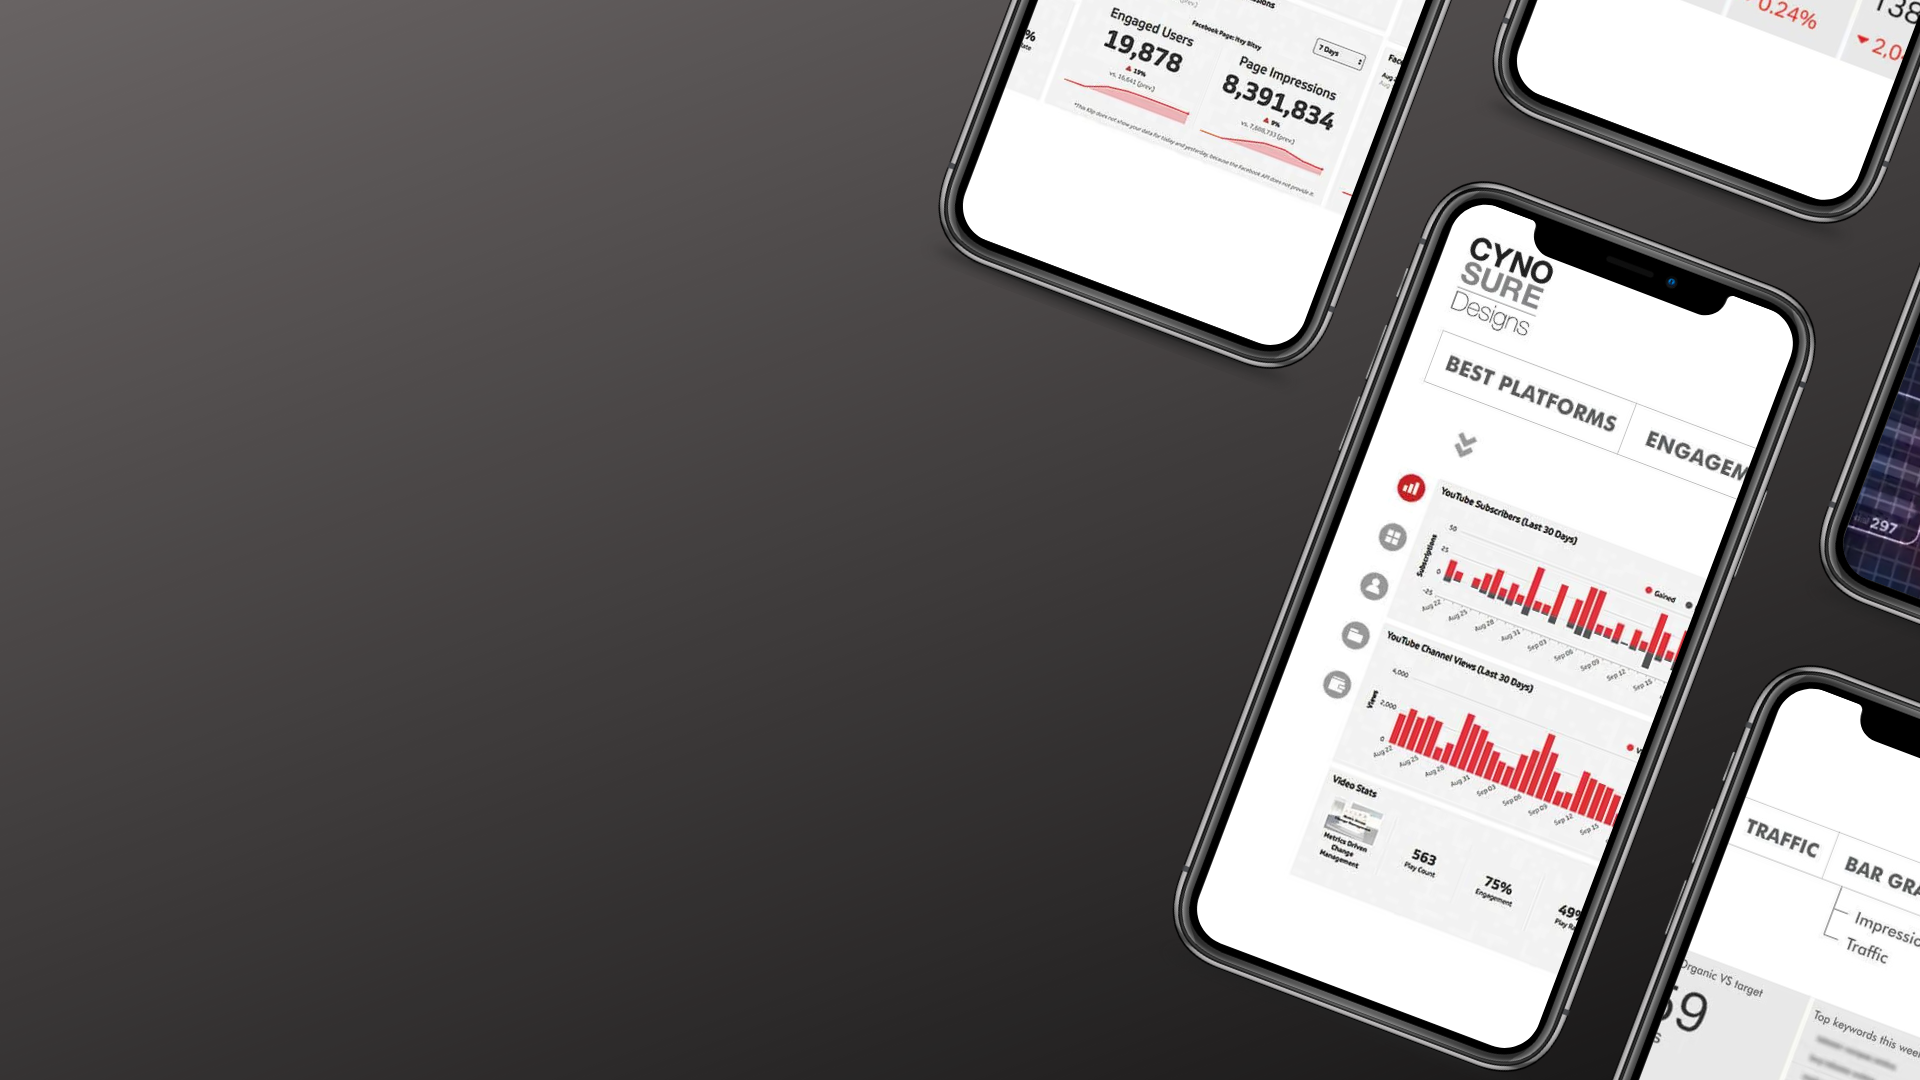 Engaged Users
19,878
19%
vs. 16,641 (prev.)
Facebook Page: Hey Bitsy
7 Days
Page Impressions
8,391,834
9%
vs. 7,688,733 (prev.)
*This Klip does not show your data for today and yesterday, because the Facebook API does not provide it.
0.24%
138
2,0
CYNO
SURE
Designs
BEST PLATFORMS
ENGAGEM
YouTube Subscribers (Last 30 Days)
Subscriptions
50
25
0
-25
Gained
Aug 22
Aug 25
Aug 28
Aug 31
Sep 03
Sep 06
Sep 09
Sep 12
Sep 15
YouTube Channel Views (Last 30 Days)
Views
4,000
2,000
0
Aug 22
Aug 25
Aug 28
Aug 31
Sep 03
Sep 06
Sep 09
Sep 12
Sep 15
Video Stats
Metrics Driven
Change
Management
563
Play Count
75%
Engagement
49%
Play Ra
297
TRAFFIC
BAR GRA
Impressio
Traffic
Organic VS target
59
s
Top keywords this week